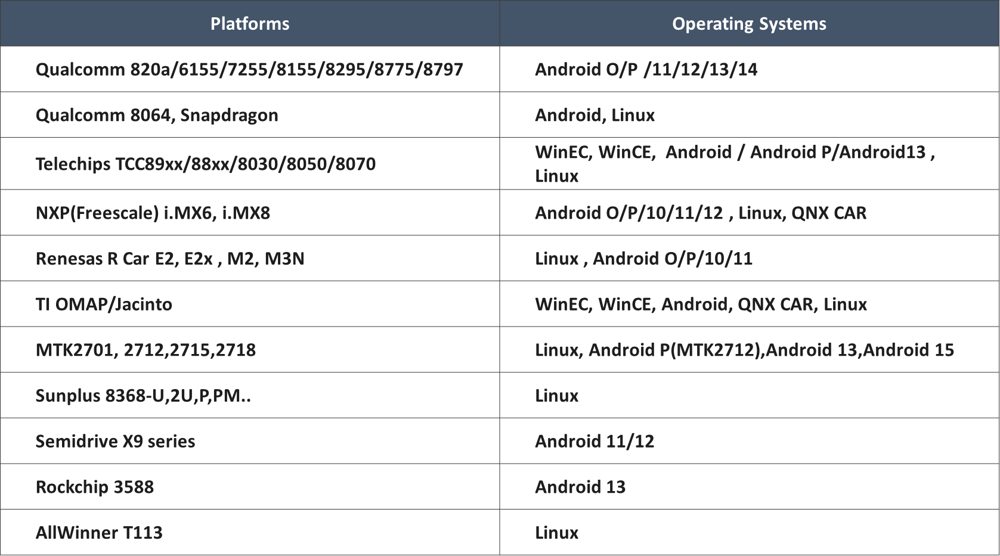 Platforms
Operating Systems
Qualcomm 820a/6155/7255/8155/8295/8775/8797
Android O/P /11/12/13/14
Qualcomm 8064, Snapdragon
Android, Linux
Telechips TCC89xx/88xx/8030/8050/8070
WinEC, WinCE,  Android / Android P/Android13 ,
Linux
NXP(Freescale) i.MX6, i.MX8
Android O/P/10/11/12 , Linux, QNX CAR
Renesas R Car E2, E2x , M2, M3N
Linux , Android O/P/10/11
TI OMAP/Jacinto
WinEC, WinCE, Android, QNX CAR, Linux
MTK2701, 2712,2715,2718
Linux, Android P(MTK2712),Android 13,Android 15
Sunplus 8368-U,2U,P,PM..
Linux
Semidrive X9 series
Android 11/12
Rockchip 3588
Android 13
AllWinner T113
Linux